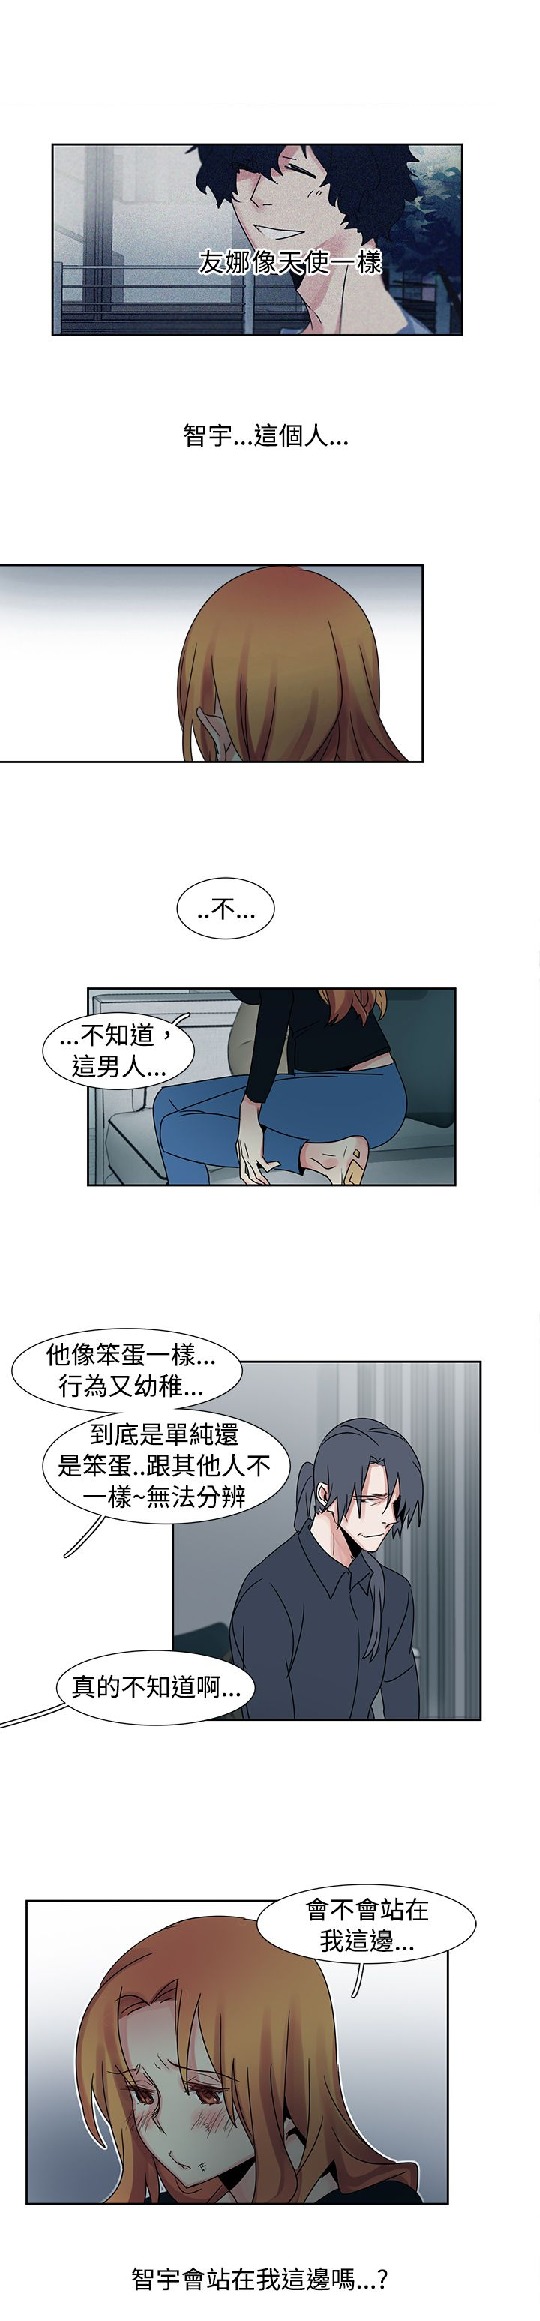 友娜像天使一樣
智宇...這個人...
..不...
...不知道，
這男人...
他像笨蛋一樣...
行為又幼稚...
到底是單純還
是笨蛋..跟其他人不
一樣~無法分辨
真的不知道啊...
會不會站在
我這邊...
智宇會站在我這邊嗎...?